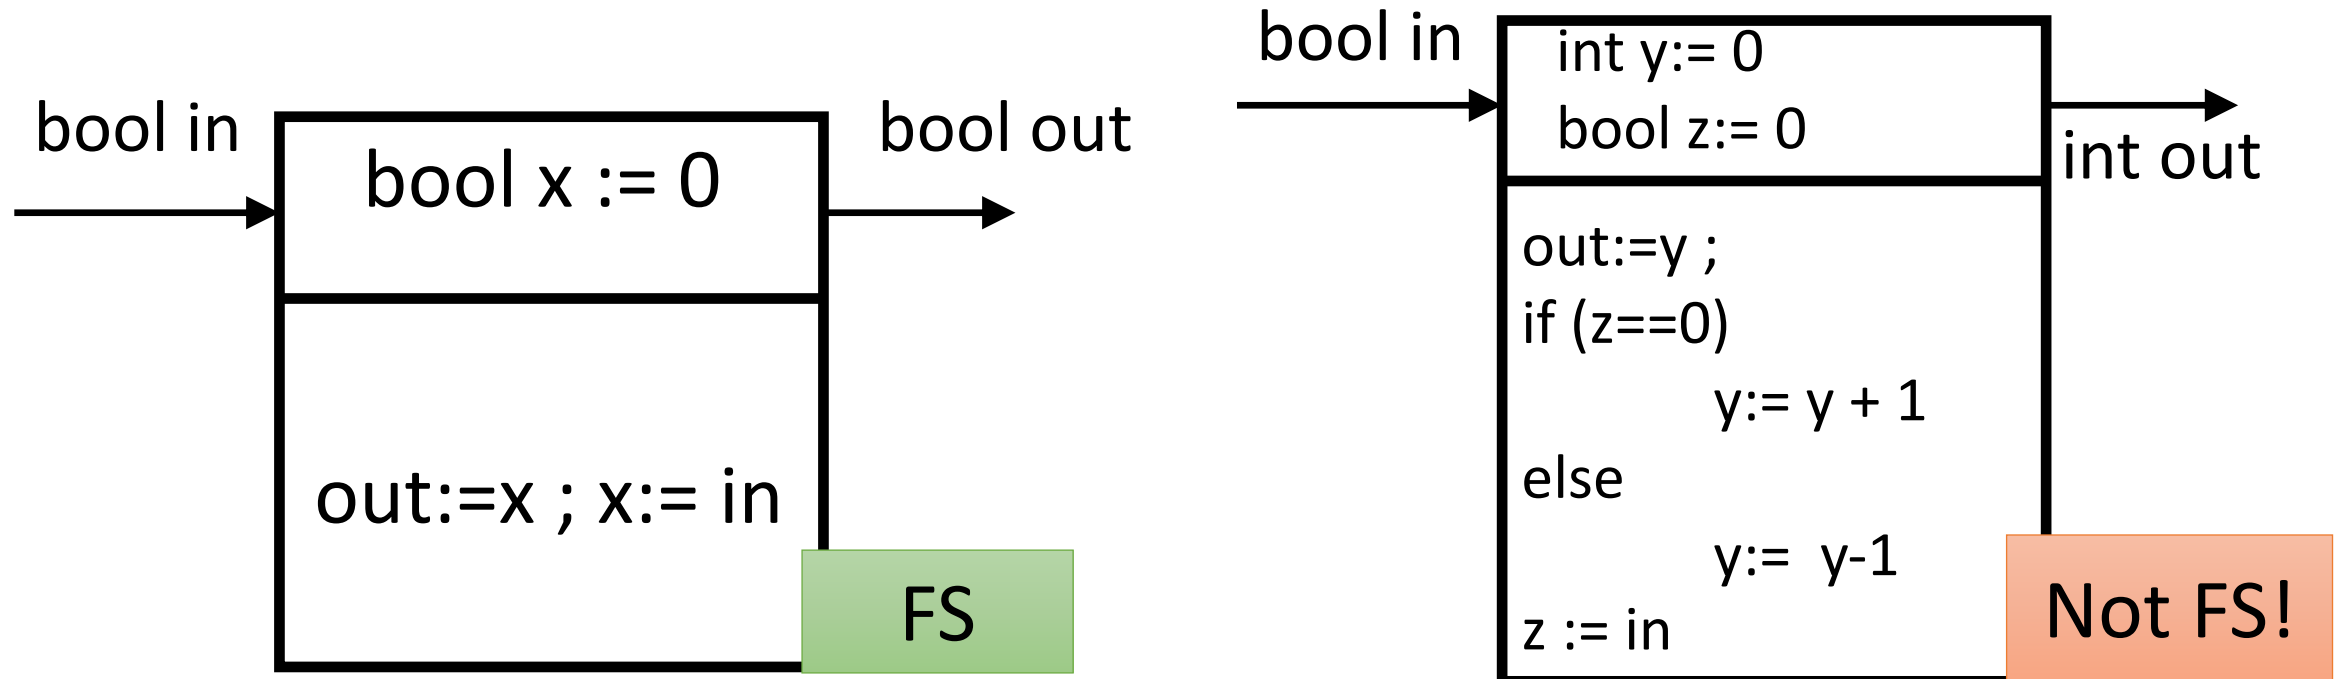 bool in
bool x := 0
bool out
out:=x ; x:= in
FS
bool in
int y:= 0
bool z:= 0
int out
out:=y ;
if (z==0)
y:= y + 1
else
y:= y-1
z := in
Not FS!